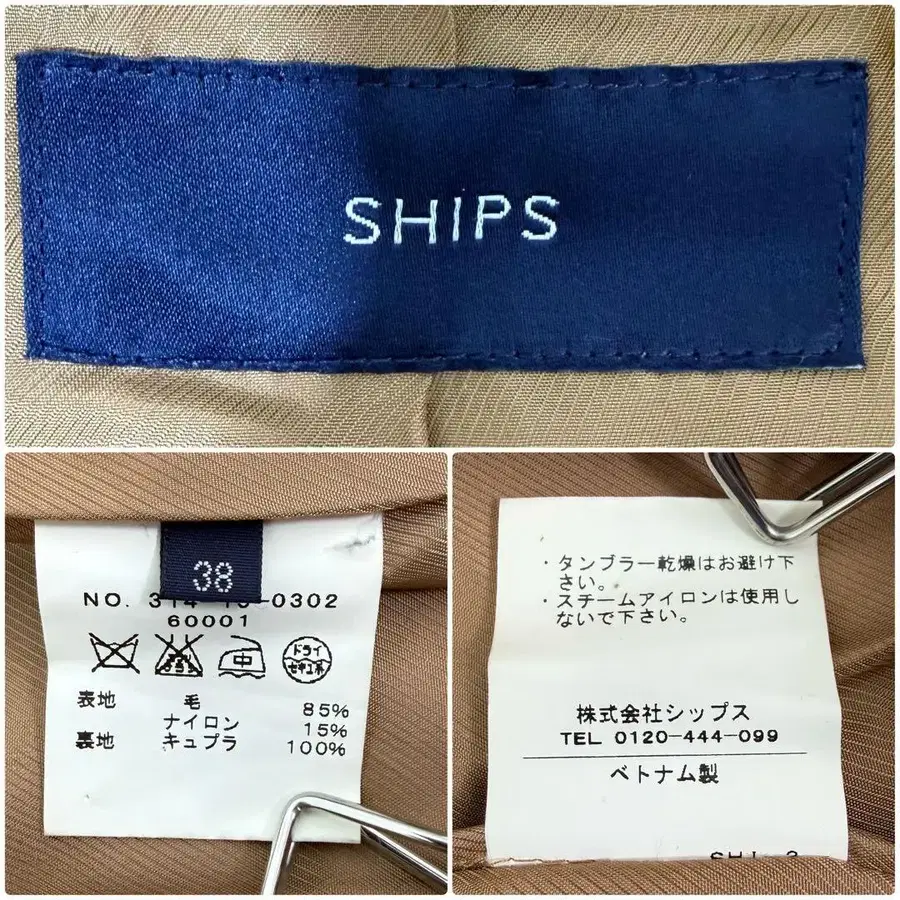 SHIPS
38
NO. 314 0302
60001
ドライ
セキユ系
中
表地 毛 85%
ナイロン 15%
裏地 キュプラ 100%
・タンブラー乾燥はお避け下
さい。
・スチームアイロンは使用し
ないで下さい。
株式会社シップス
TEL 0120-444-099
ベトナム製